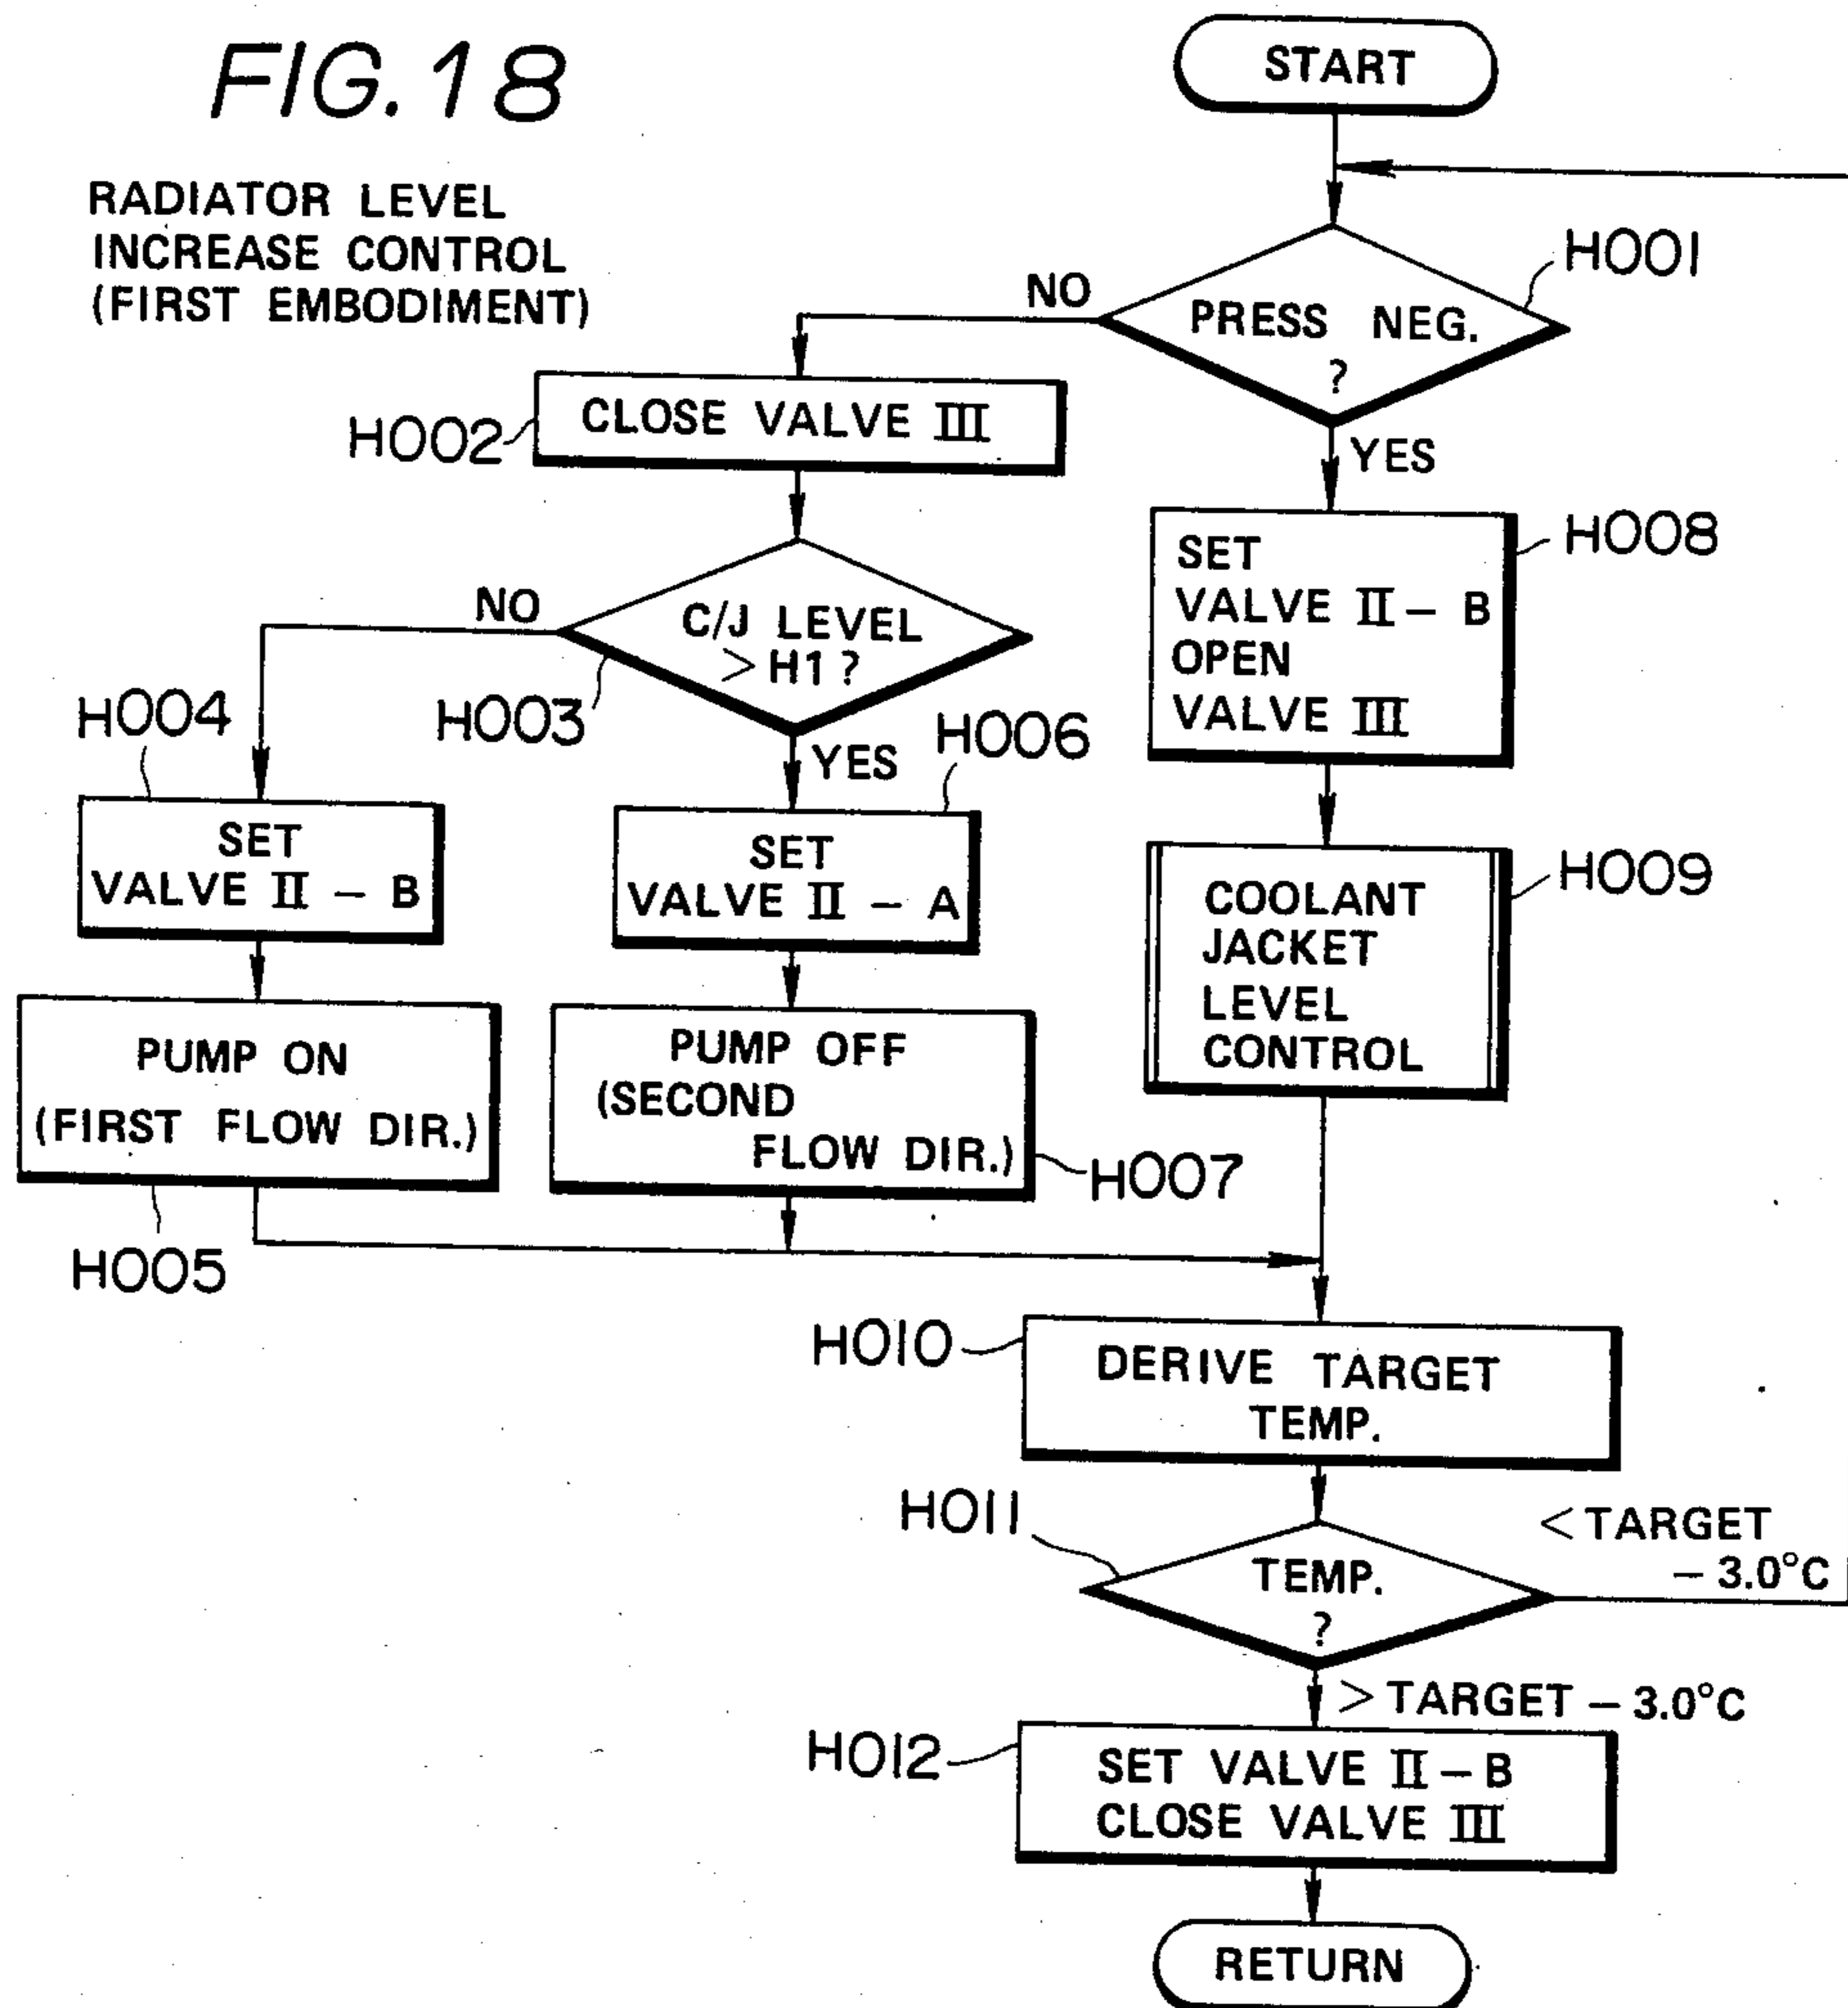 FIG. 18
RADIATOR LEVEL
INCREASE CONTROL
(FIRST EMBODIMENT)
START
H001
PRESS NEG.
?
NO
YES
H002
CLOSE VALVE III
H003
C/J LEVEL
> H1 ?
NO
YES
H004
SET
VALVE II - B
H005
PUMP ON
(FIRST FLOW DIR.)
H006
SET
VALVE II - A
H007
PUMP OFF
(SECOND
FLOW DIR.)
H008
SET
VALVE II - B
OPEN
VALVE III
H009
COOLANT
JACKET
LEVEL
CONTROL
H010
DERIVE TARGET
TEMP.
H011
TEMP.
?
< TARGET
- 3.0°C
> TARGET - 3.0°C
H012
SET VALVE II - B
CLOSE VALVE III
RETURN